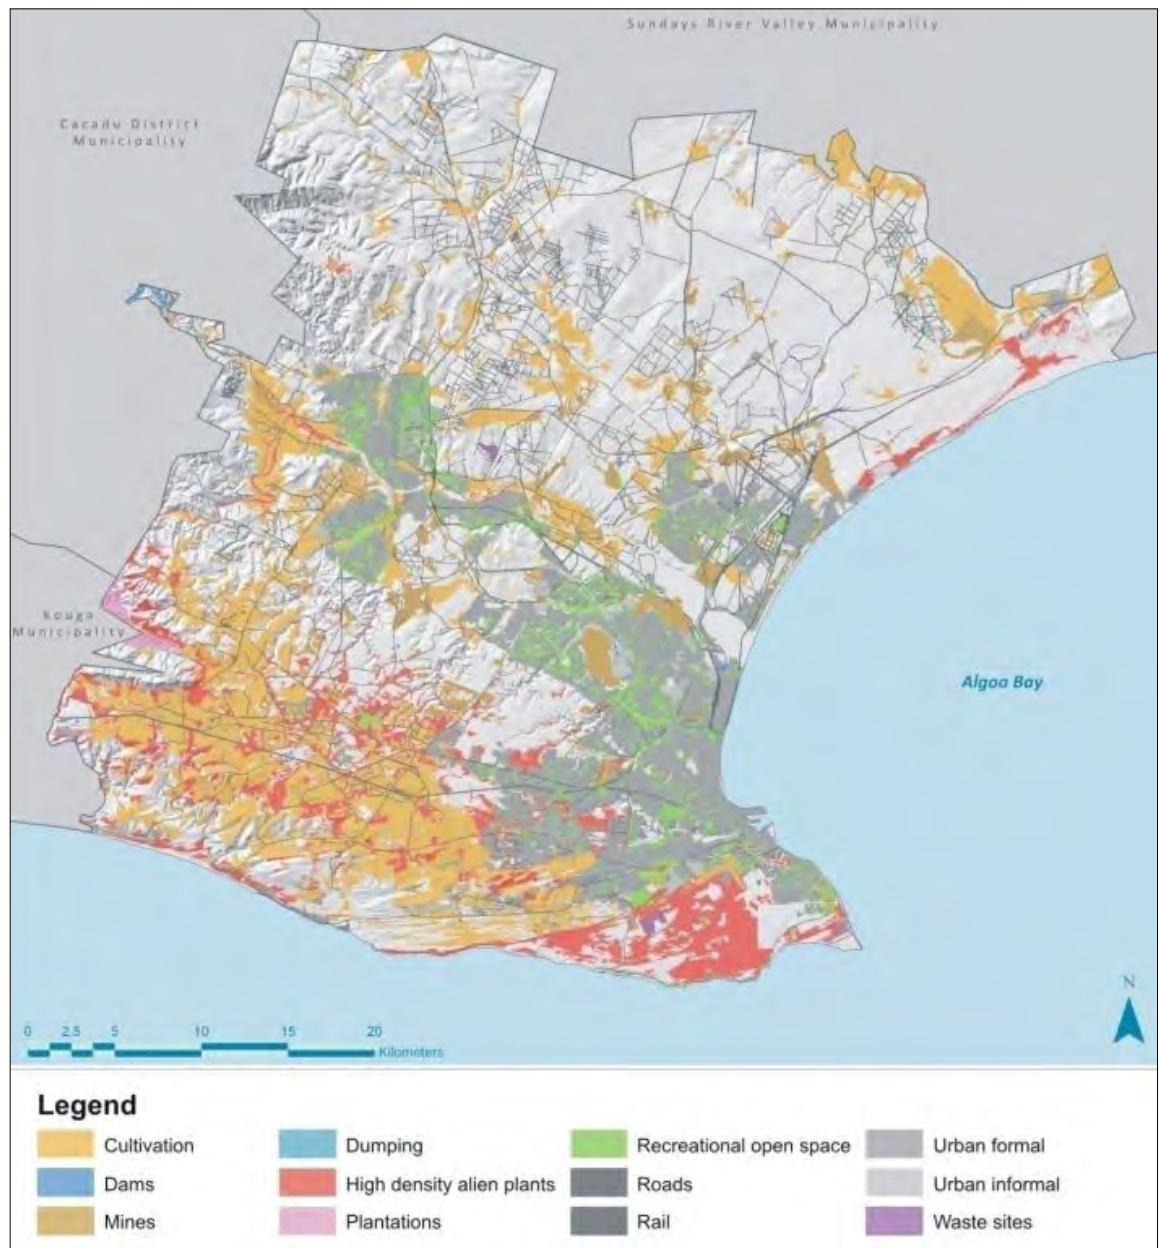 Sundays River Valley Municipality
Cacadu District
Municipality
Kouga
Municipality
Algoa Bay
N
0 2.5 5 10 15 20
Kilometers
Legend
Cultivation
Dumping
Recreational open space
Urban formal
Dams
High density alien plants
Roads
Urban informal
Mines
Plantations
Rail
Waste sites